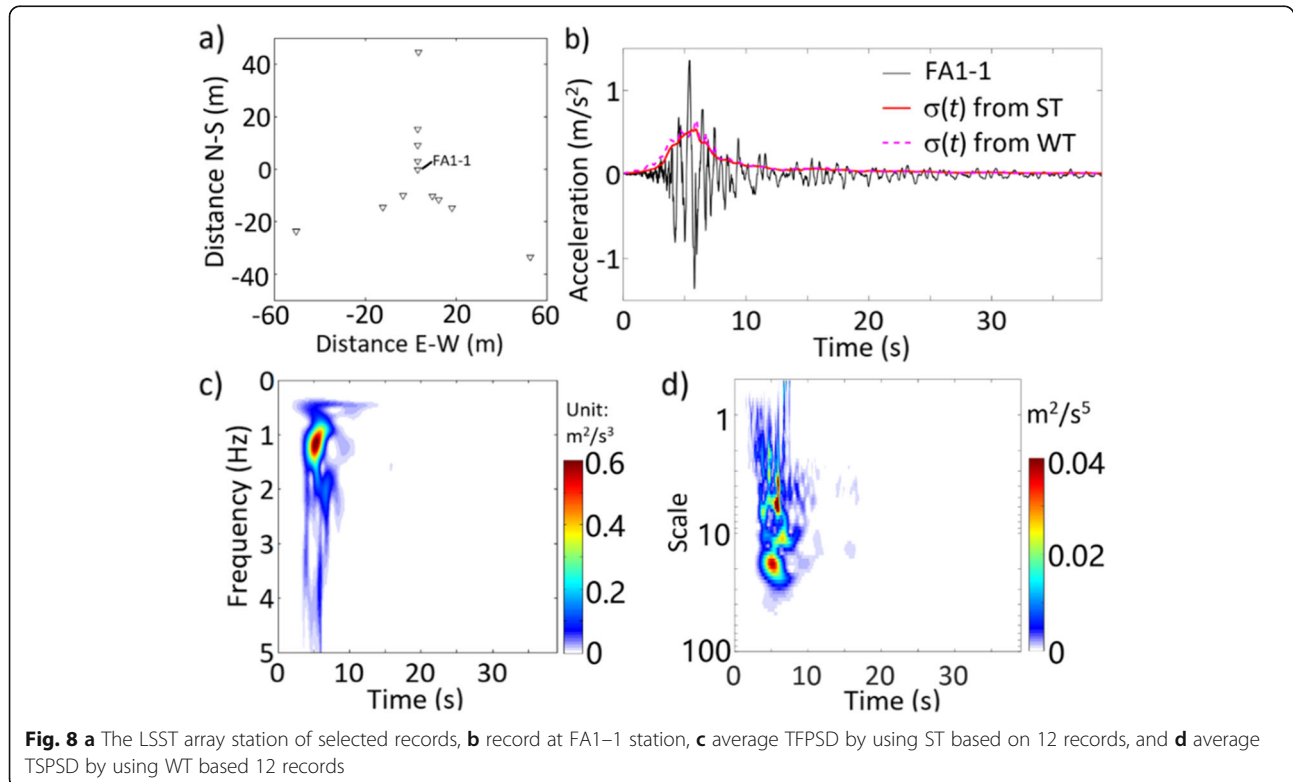 a)
Distance N-S (m)
40
20
0
-20
-40
FA1-1
-60
-20
20
60
Distance E-W (m)
b)
Acceleration (m/s²)
1
0
-1
FA1-1
σ(t) from ST
σ(t) from WT
0
10
20
30
Time (s)
c)
Frequency (Hz)
0
1
2
3
4
5
0
10
20
30
Time (s)
Unit:
m²/s³
0.6
0.4
0.2
0
d)
Scale
1
10
100
0
10
20
30
Time (s)
m²/s⁵
0.04
0.02
0
Fig. 8 a The LSST array station of selected records, b record at FA1–1 station, c average TFPSD by using ST based on 12 records, and d average
TSPSD by using WT based 12 records